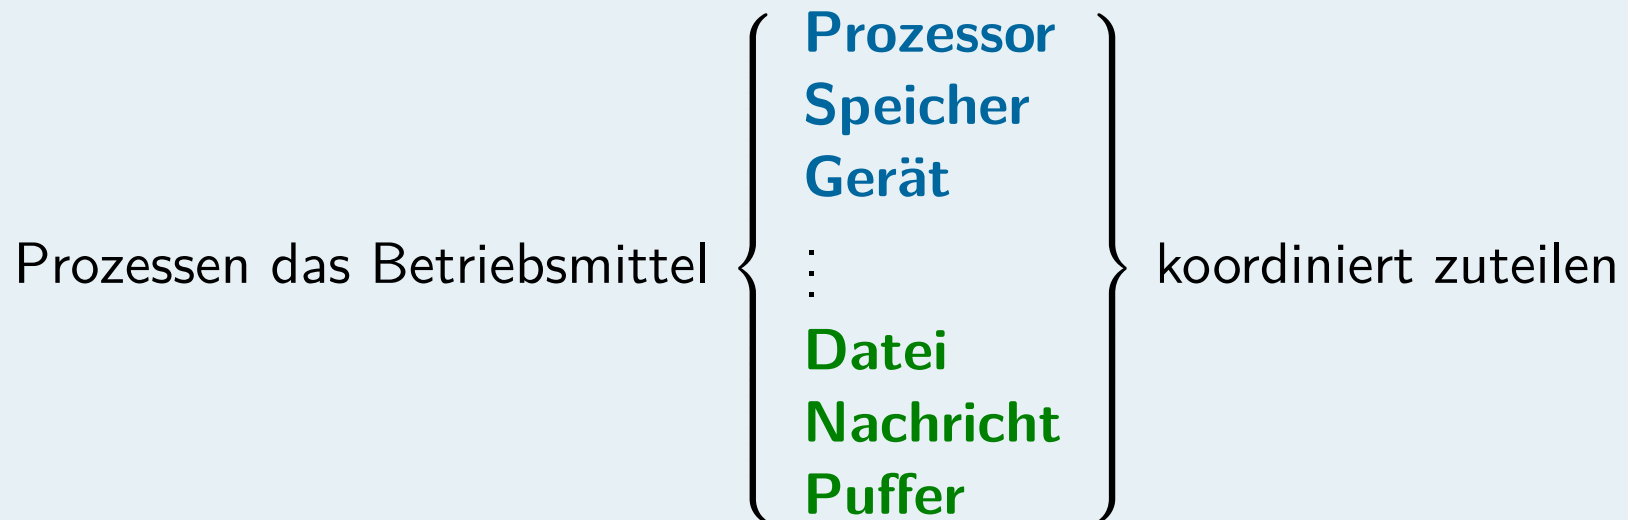 Prozessor
Speicher
Gerät
Prozessen das Betriebsmittel { ⋮ } koordiniert zuteilen
Datei
Nachricht
Puffer